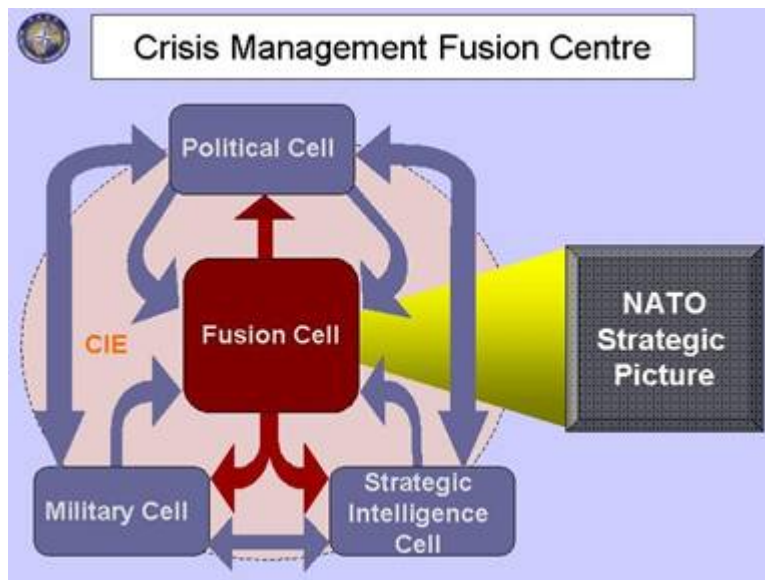 Crisis Management Fusion Centre
Political Cell
Fusion Cell
NATO
Strategic
Picture
CIE
Military Cell
Strategic
Intelligence
Cell